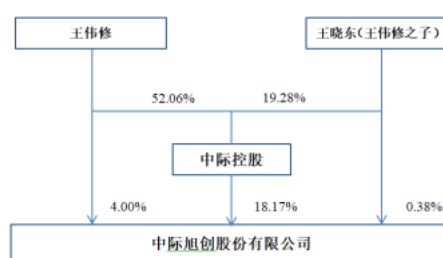 王伟修
王晓东(王伟修之子)
52.06%
19.28%
中际控股
4.00%
18.17%
0.38%
中际旭创股份有限公司